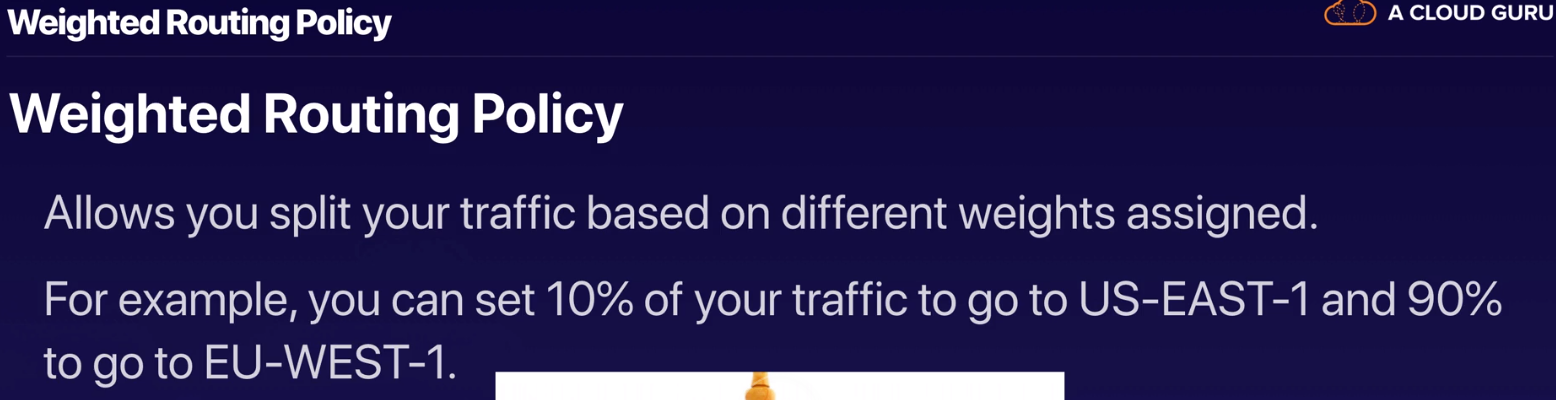 Weighted Routing Policy
A CLOUD GURU
Weighted Routing Policy
Allows you split your traffic based on different weights assigned.
For example, you can set 10% of your traffic to go to US-EAST-1 and 90%
to go to EU-WEST-1.